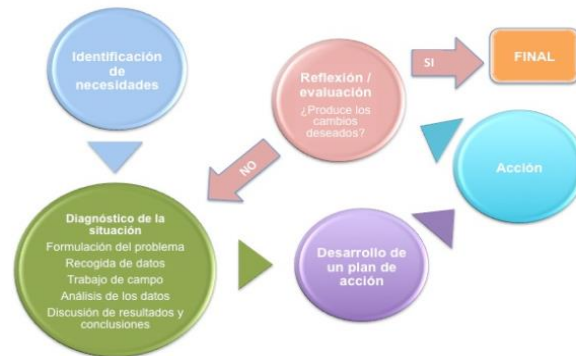 Identificación
de
necesidades
Reflexión /
evaluación
¿Produce los
cambios
deseados?
SI
FINAL
NO
Acción
Diagnóstico de la
situación
Formulación del problema
Recogida de datos
Trabajo de campo
Análisis de los datos
Discusión de resultados y
conclusiones
Desarrollo de
un plan de
acción